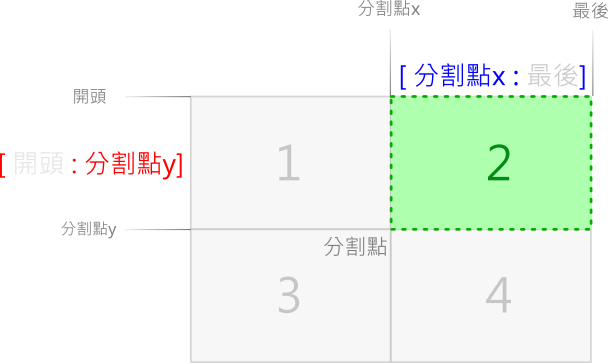 分割點x
最後
[ 分割點x : 最後]
開頭
[ 開頭 : 分割點y]
1
2
分割點y
分割點
3
4